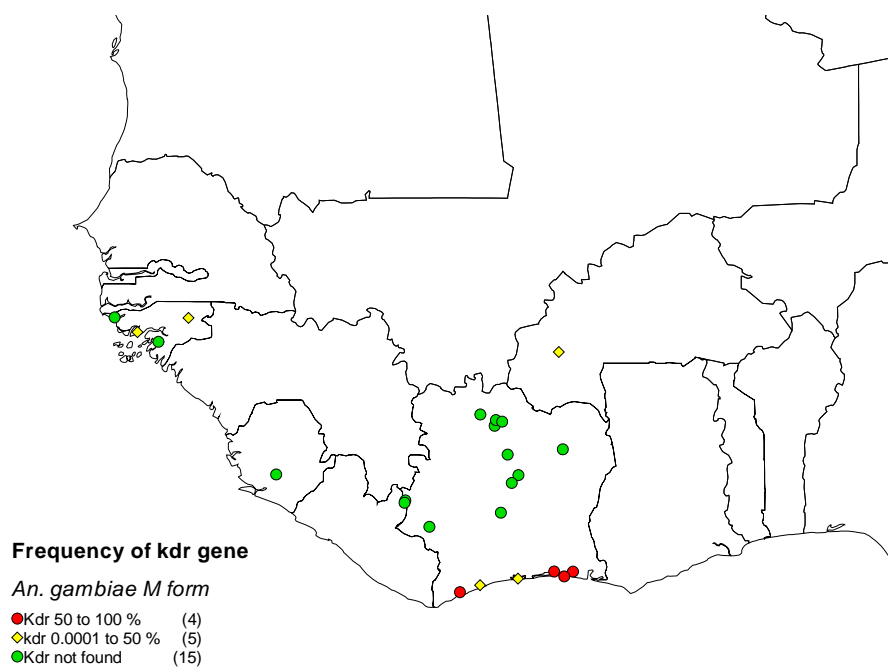 Frequency of kdr gene
An. gambiae M form
Kdr 50 to 100 % (4)
kdr 0.0001 to 50 % (5)
Kdr not found (15)